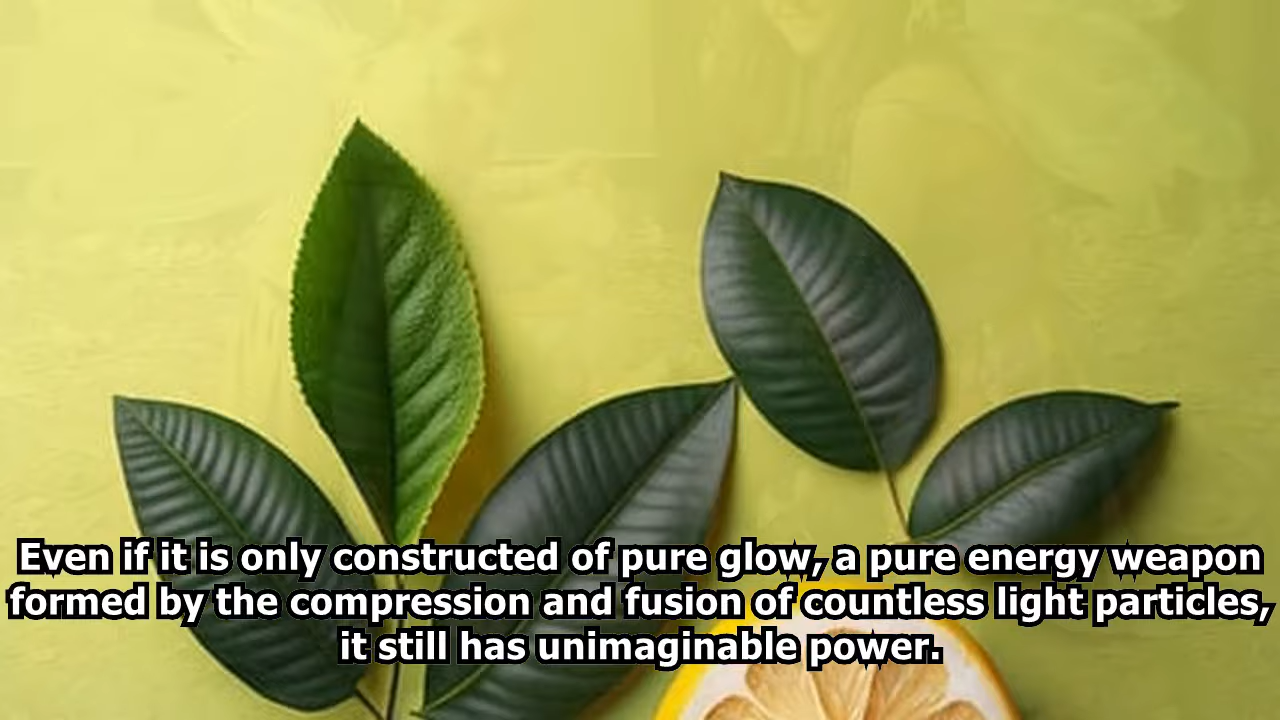 Even if it is only constructed of pure glow, a pure energy weapon
formed by the compression and fusion of countless light particles,
it still has unimaginable power.